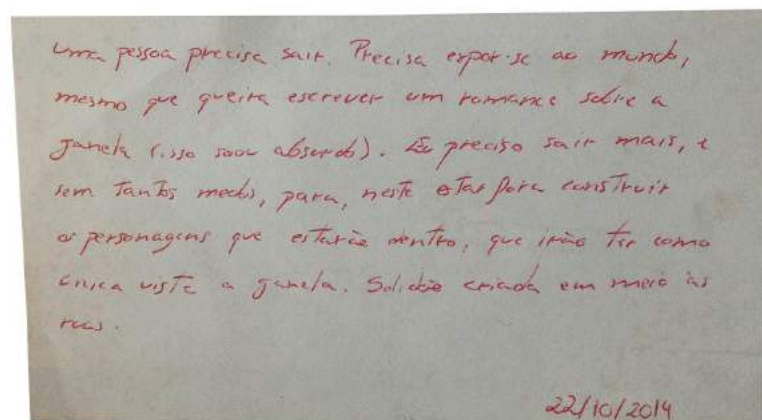 uma pessoa precisa sair. Precisa expor-se ao mundo,
mesmo que queira escrever um romance sobre a
janela (isso soou absurdo). Eu preciso sair mais, e
sem tantos medos, para, neste estar fora construir
os personagens que estarão dentro, que irão ter como
única vista a janela. Solidão criada em meio às
ruas.
22/10/2014